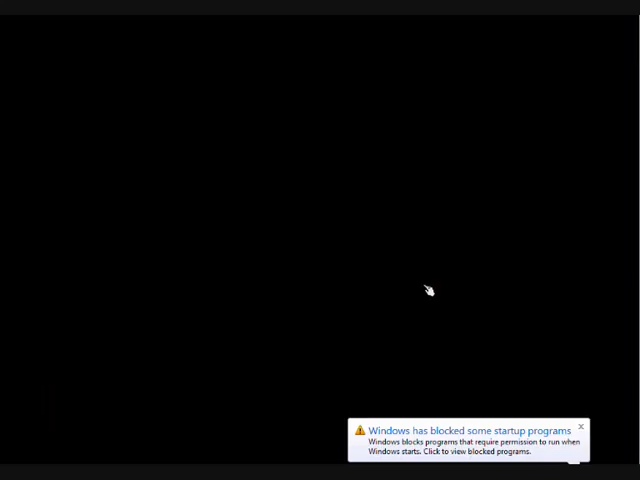 Windows has blocked some startup programs
Windows blocks programs that require permission to run when
Windows starts. Click to view blocked programs.